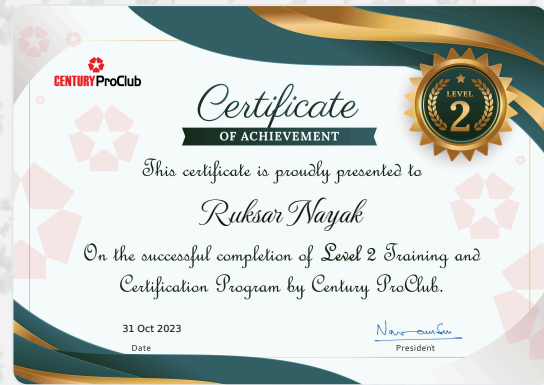 CENTURY ProClub
Certificate
OF ACHIEVEMENT
LEVEL
2
This certificate is proudly presented to
Ruksar Nayak
On the successful completion of Level 2 Training and
Certification Program by Century ProClub.
31 Oct 2023
Date
President